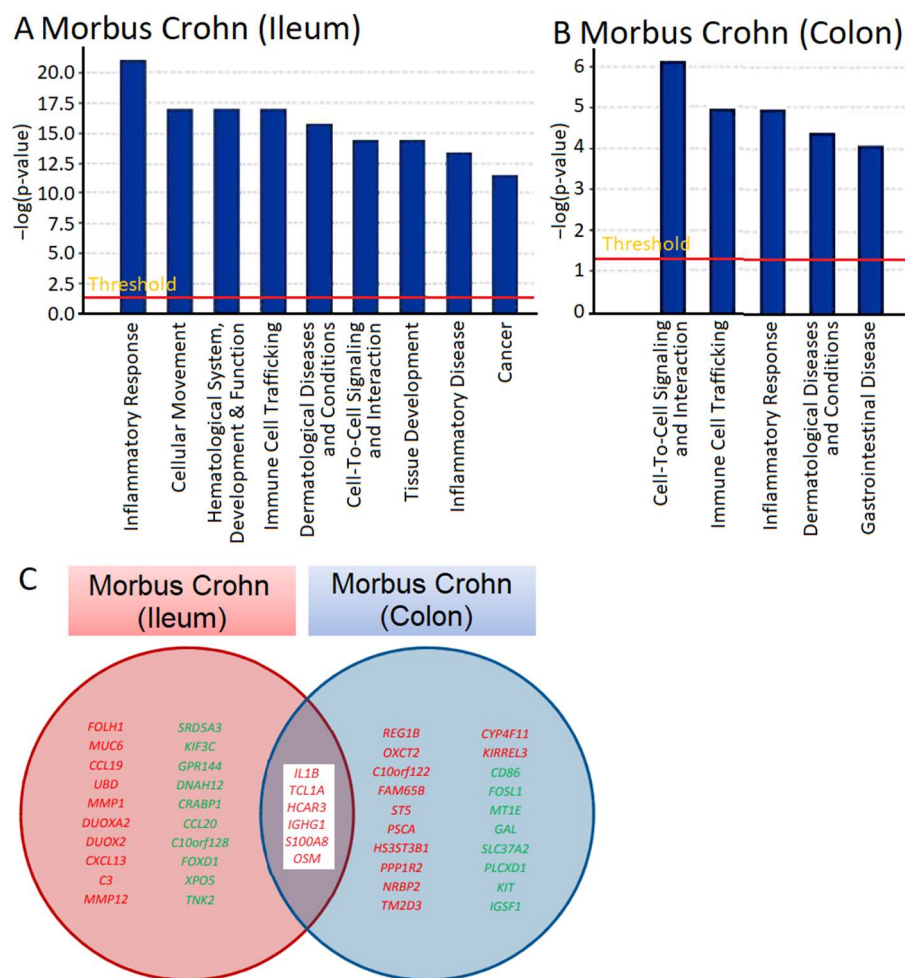 A Morbus Crohn (Ileum)
–log(p-value)
20.0
17.5
15.0
12.5
10.0
7.5
5.0
2.5
0.0
Threshold
Inflammatory Response
Cellular Movement
Hematological System,
Development & Function
Immune Cell Trafficking
Dermatological Diseases
and Conditions
Cell-To-Cell Signaling
and Interaction
Tissue Development
Inflammatory Disease
Cancer
B Morbus Crohn (Colon)
–log(p-value)
6
5
4
3
2
1
0
Threshold
Cell-To-Cell Signaling
and Interaction
Immune Cell Trafficking
Inflammatory Response
Dermatological Diseases
and Conditions
Gastrointestinal Disease
C
Morbus Crohn
(Ileum)
Morbus Crohn
(Colon)
FOLH1
MUC6
CCL19
UBD
MMP1
DUOXA2
DUOX2
CXCL13
C3
MMP12
SRD5A3
KIF3C
GPR144
DNAH12
CRABP1
CCL20
C10orf128
FOXD1
XPO5
TNK2
IL1B
TCL1A
HCAR3
IGHG1
S100A8
OSM
REG1B
OXCT2
C10orf122
FAM65B
ST5
PSCA
HS3ST3B1
PPP1R2
NRBP2
TM2D3
CYP4F11
KIRREL3
CD86
FOSL1
MT1E
GAL
SLC37A2
PLCXD1
KIT
IGSF1